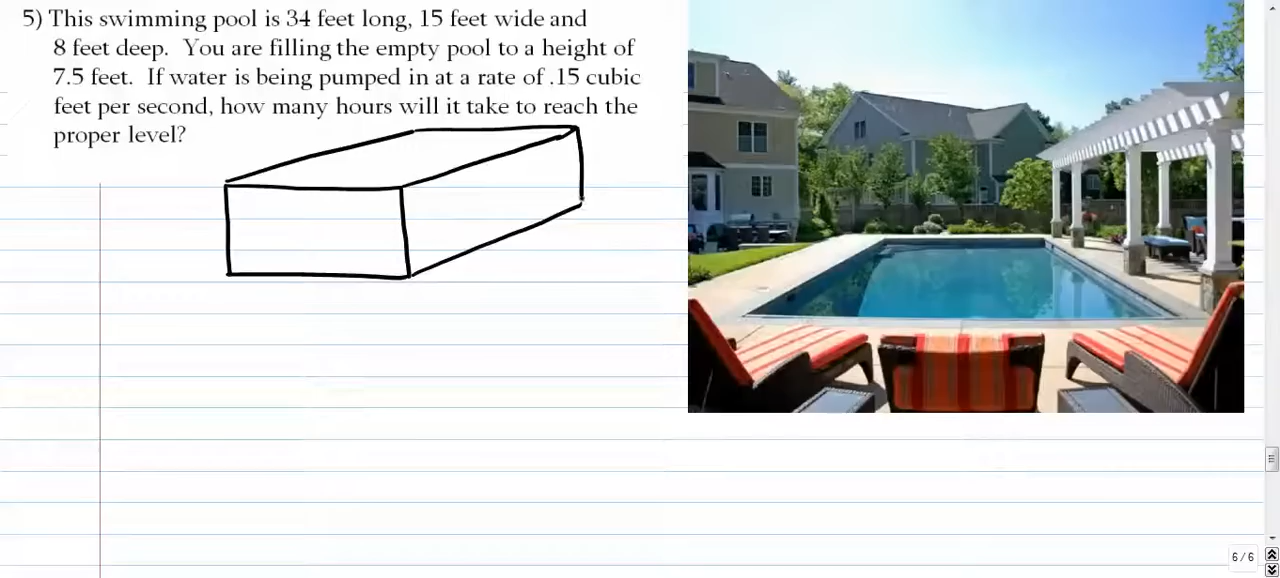 5) This swimming pool is 34 feet long, 15 feet wide and
8 feet deep. You are filling the empty pool to a height of
7.5 feet. If water is being pumped in at a rate of .15 cubic
feet per second, how many hours will it take to reach the
proper level?
6/6